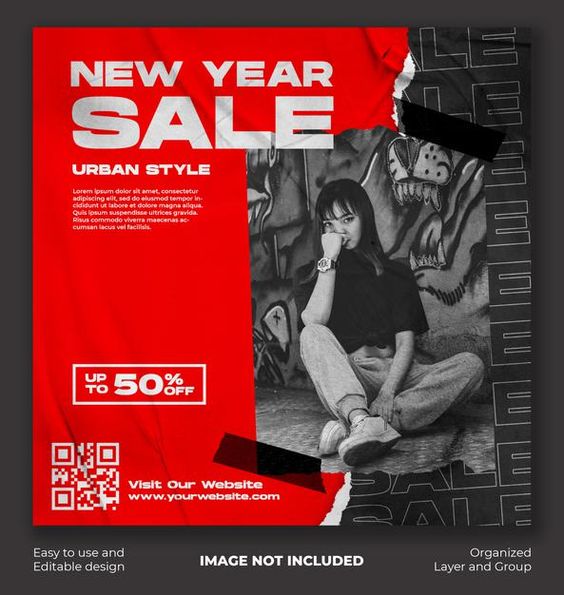 NEW YEAR
SALE
URBAN STYLE
Lorem ipsum dolor sit amet, consectetur
adipiscing elit, sed do eiusmod tempor in-
cididunt ut labore et dolore magna aliqua.
Quis ipsum suspendisse ultrices gravida.
Risus commodo viverra maecenas ac-
cumsan lacus vel facilisis.
UP TO 50% OFF
Visit Our Website
www.yourwebsite.com
SALE
SALE
SALE
Easy to use and
Editable design
IMAGE NOT INCLUDED
Organized
Layer and Group